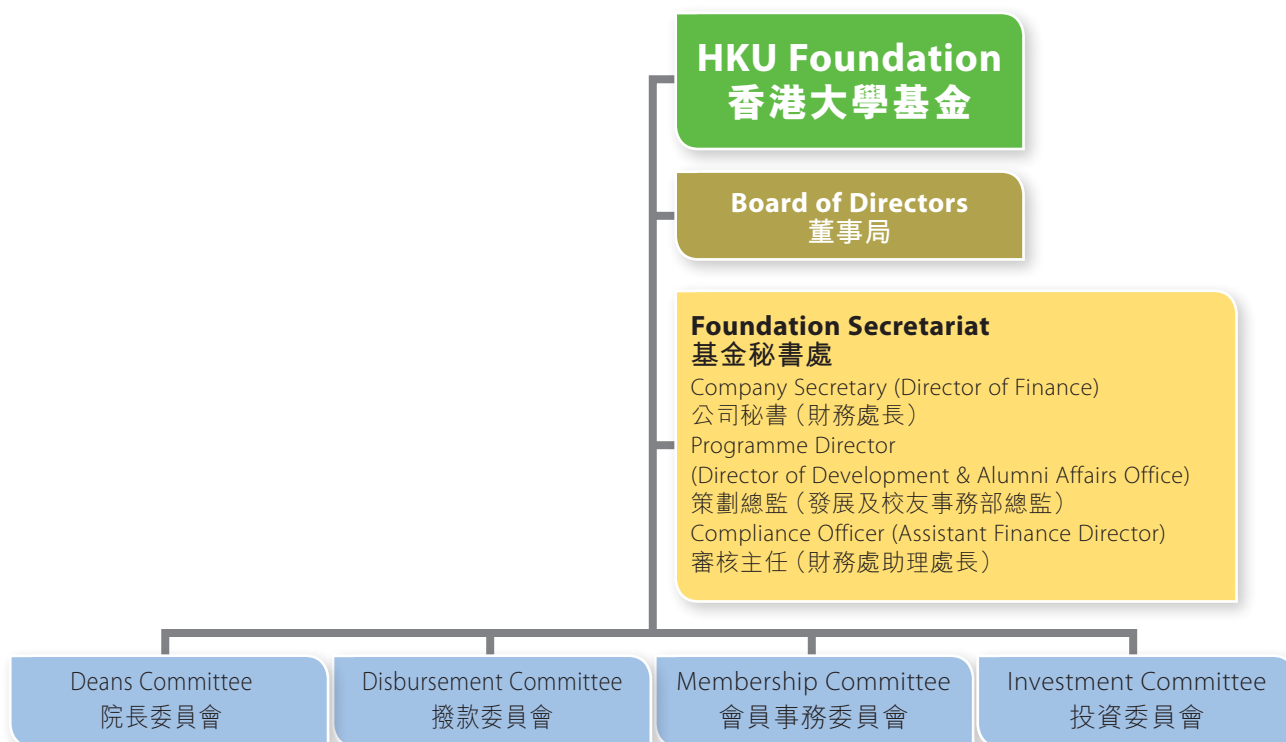 HKU Foundation
香港大學基金
Board of Directors
董事局
Foundation Secretariat
基金秘書處
Company Secretary (Director of Finance)
公司秘書（財務處長）
Programme Director
(Director of Development & Alumni Affairs Office)
策劃總監（發展及校友事務部總監）
Compliance Officer (Assistant Finance Director)
審核主任（財務處助理處長）
Deans Committee
院長委員會
Disbursement Committee
撥款委員會
Membership Committee
會員事務委員會
Investment Committee
投資委員會